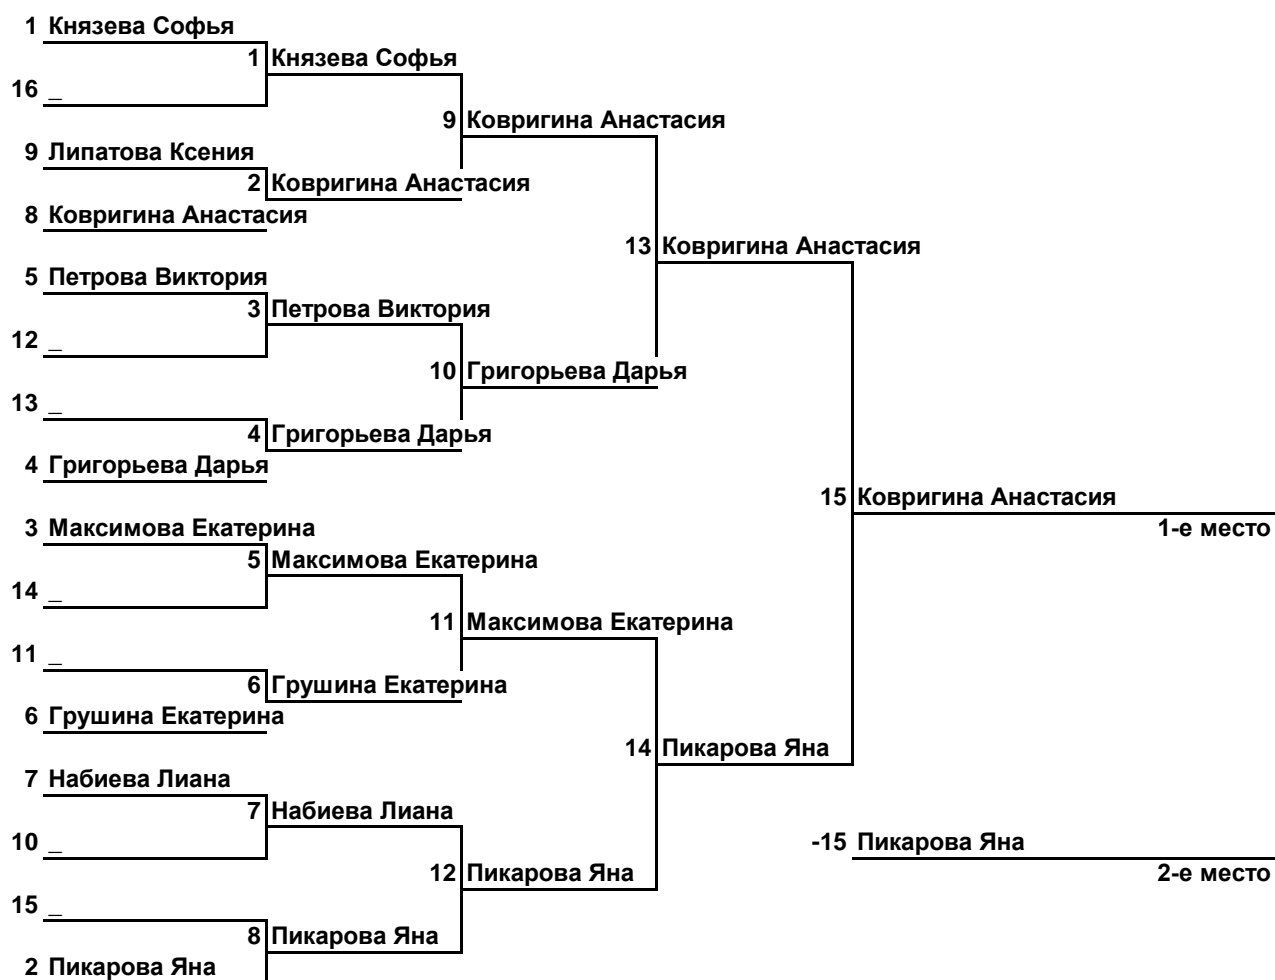 1 Князева Софья
1 Князева Софья
16 _
9 Ковригина Анастасия
9 Липатова Ксения
2 Ковригина Анастасия
8 Ковригина Анастасия
13 Ковригина Анастасия
5 Петрова Виктория
3 Петрова Виктория
12 _
10 Григорьева Дарья
13 _
4 Григорьева Дарья
4 Григорьева Дарья
15 Ковригина Анастасия
3 Максимова Екатерина
1-е место
5 Максимова Екатерина
14 _
11 Максимова Екатерина
11 _
6 Грушина Екатерина
6 Грушина Екатерина
14 Пикарова Яна
7 Набиева Лиана
7 Набиева Лиана
10 _
-15 Пикарова Яна
12 Пикарова Яна
2-е место
15 _
8 Пикарова Яна
2 Пикарова Яна